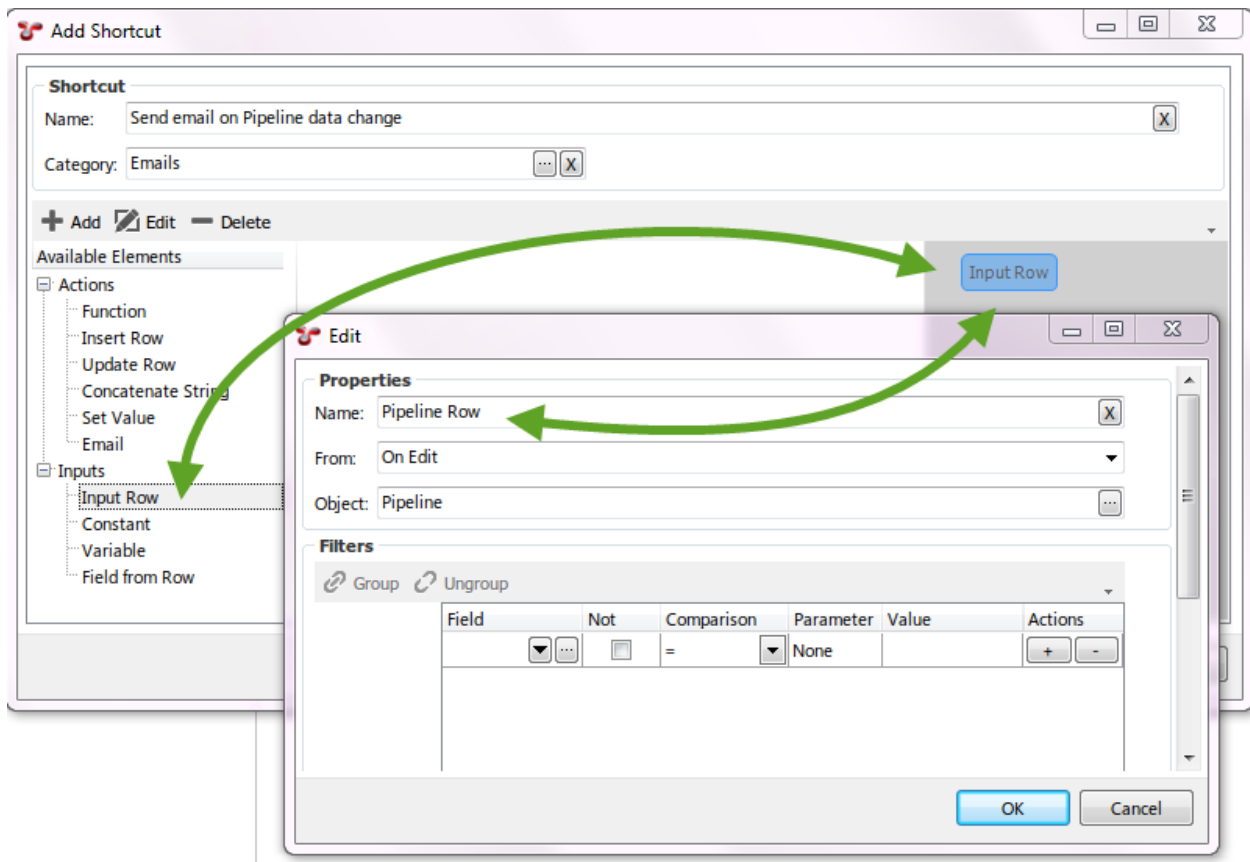 Add Shortcut
X
Shortcut
Name: Send email on Pipeline data change X
Category: Emails ... X
Add Edit Delete
Available Elements
Actions
Function
Insert Row
Update Row
Concatenate String
Set Value
Email
Inputs
Input Row
Constant
Variable
Field from Row
Input Row
Edit
X
Properties
Name: Pipeline Row X
From: On Edit
Object: Pipeline ...
Filters
Group Ungroup
Field Not Comparison Parameter Value Actions
... = None + -
OK Cancel